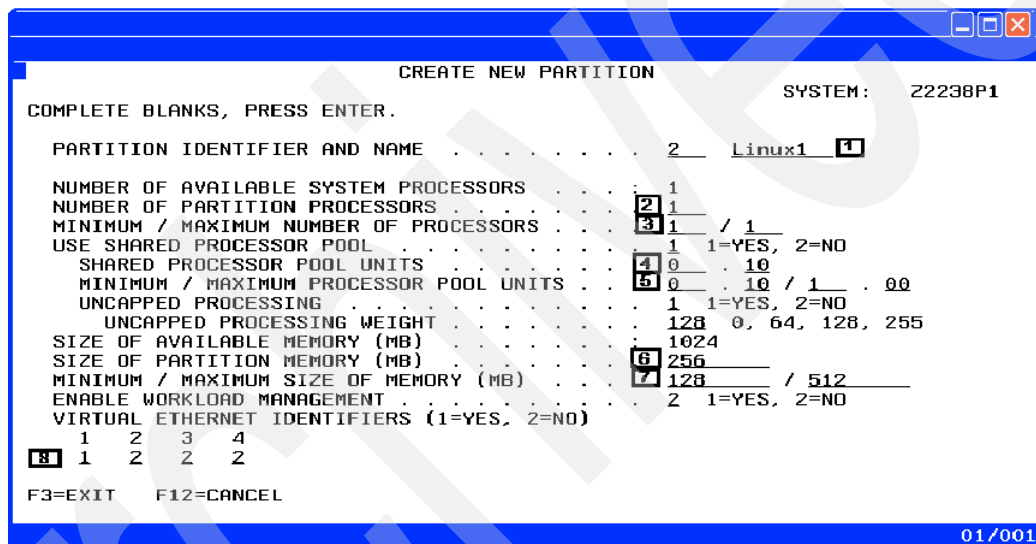 CREATE NEW PARTITION
SYSTEM: Z2238P1
COMPLETE BLANKS, PRESS ENTER.
PARTITION IDENTIFIER AND NAME . . . . . . . . 2 Linux1 1
NUMBER OF AVAILABLE SYSTEM PROCESSORS . . . : 1
NUMBER OF PARTITION PROCESSORS . . . . . . . 2 1
MINIMUM / MAXIMUM NUMBER OF PROCESSORS . . . 3 1 / 1
USE SHARED PROCESSOR POOL . . . . . . . . . . 1 1=YES, 2=NO
SHARED PROCESSOR POOL UNITS . . . . . . . 4 0 . 10
MINIMUM / MAXIMUM PROCESSOR POOL UNITS . . 5 0 . 10 / 1 . 00
UNCAPPED PROCESSING . . . . . . . . . . . 1 1=YES, 2=NO
UNCAPPED PROCESSING WEIGHT . . . . . . . 128 0, 64, 128, 255
SIZE OF AVAILABLE MEMORY (MB) . . . . . . . : 1024
SIZE OF PARTITION MEMORY (MB) . . . . . . . 6 256
MINIMUM / MAXIMUM SIZE OF MEMORY (MB) . . . 7 128 / 512
ENABLE WORKLOAD MANAGEMENT . . . . . . . . . . 2 1=YES, 2=NO
VIRTUAL ETHERNET IDENTIFIERS (1=YES, 2=NO)
1 2 3 4
8 1 2 2 2
F3=EXIT F12=CANCEL
01/001